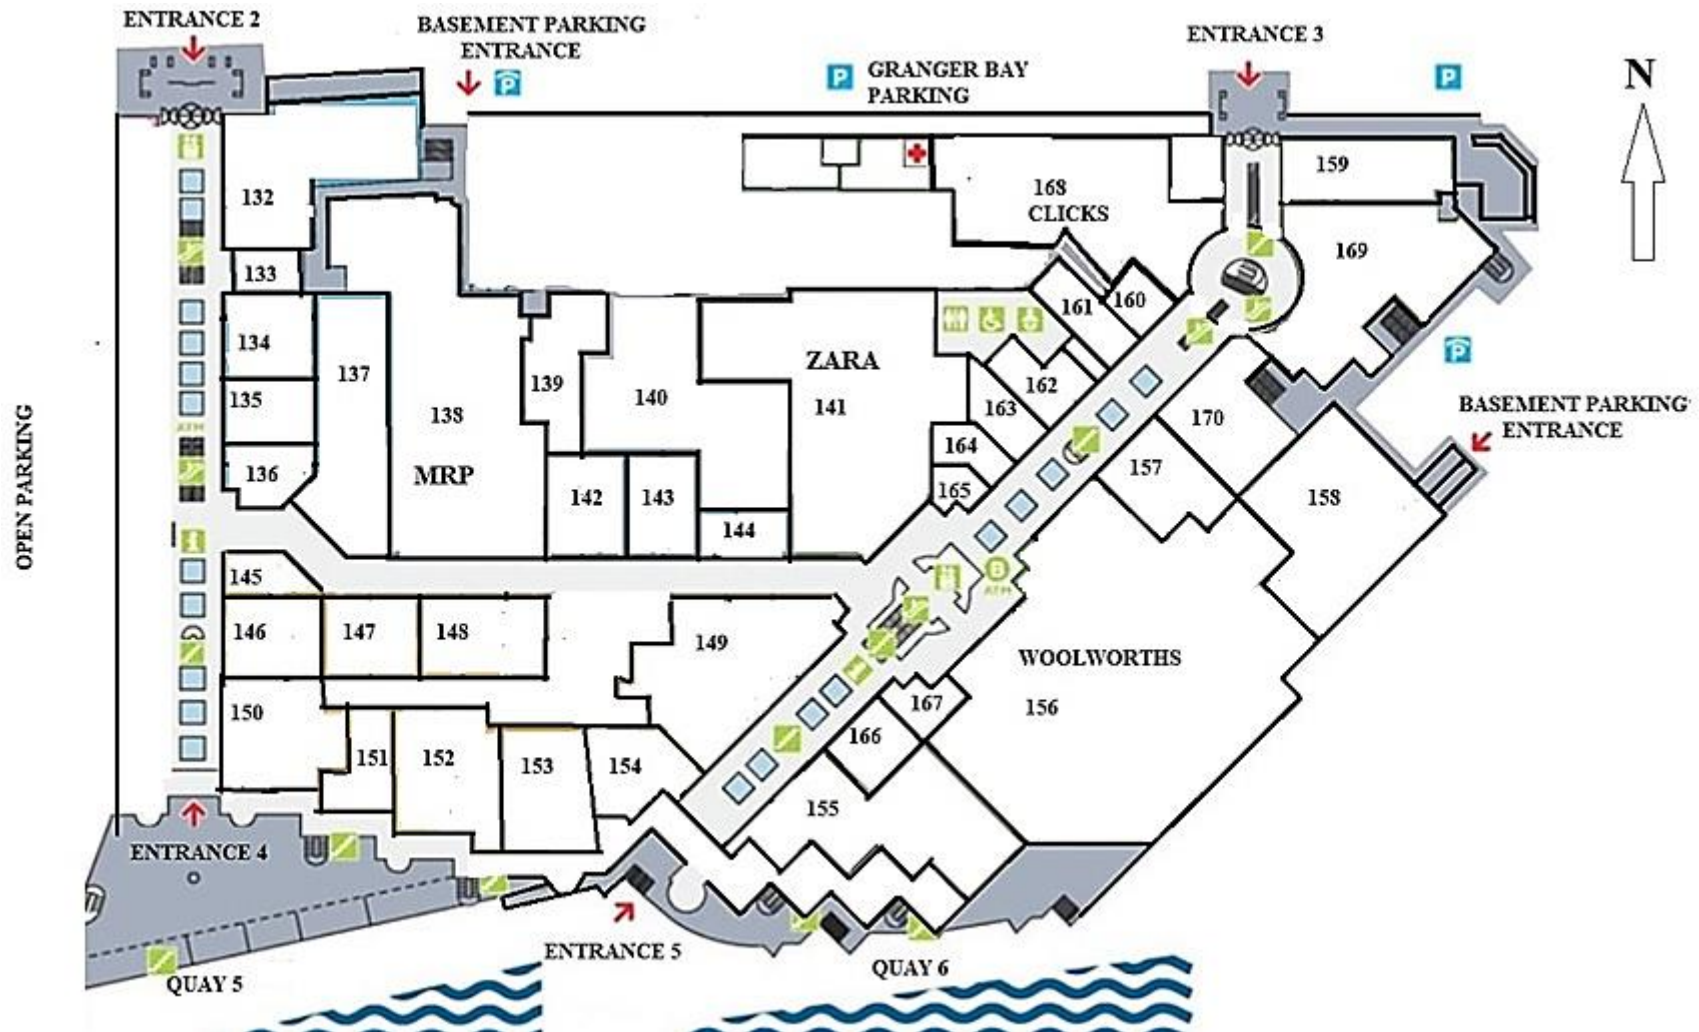 ENTRANCE 2
BASEMENT PARKING
ENTRANCE
P
P
GRANGER BAY
PARKING
ENTRANCE 3
P
N
159
132
168
CLICKS
169
133
161
160
134
137
ZARA
139
140
141
162
P
135
ATM
138
163
170
BASEMENT PARKING
ENTRANCE
164
136
MRP
142
143
165
157
158
144
OPEN PARKING
145
B
ATM
146
147
148
149
WOOLWORTHS
156
150
167
166
151
152
153
154
155
ENTRANCE 4
ENTRANCE 5
QUAY 6
QUAY 5